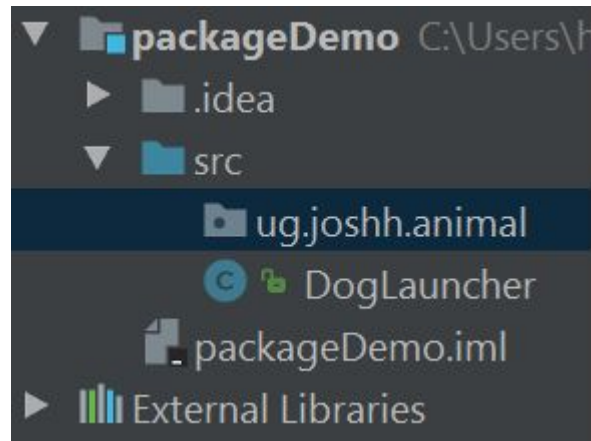 packageDemo C:\Users\h
.idea
src
ug.joshh.animal
C DogLauncher
packageDemo.iml
External Libraries